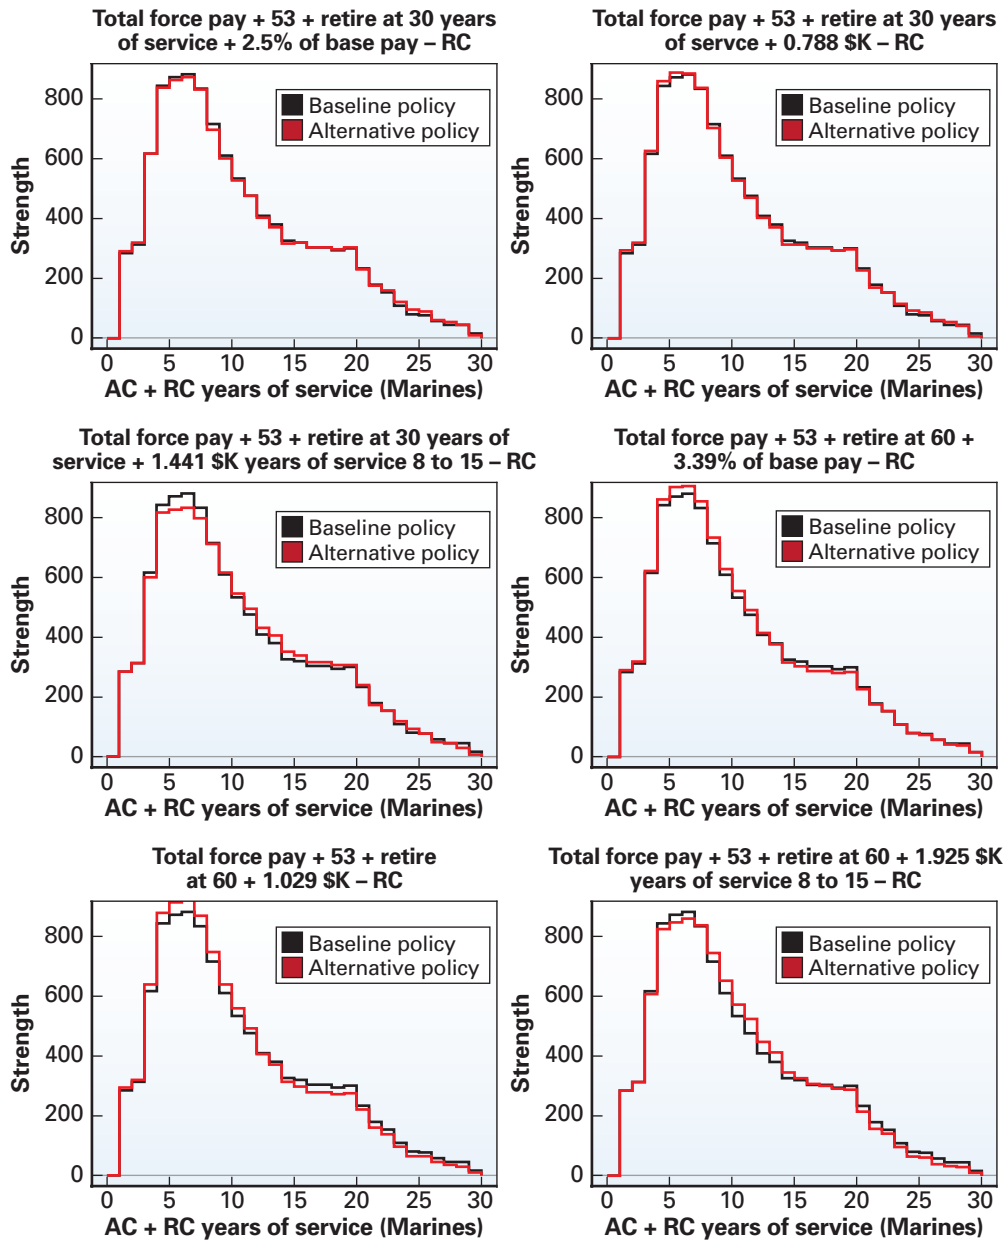 Total force pay + 53 + retire at 30 years
of service + 2.5% of base pay – RC
800
600
400
200
0
Strength
Baseline policy
Alternative policy
0 5 10 15 20 25 30
AC + RC years of service (Marines)
Total force pay + 53 + retire at 30 years
of servce + 0.788 $K – RC
800
600
400
200
0
Strength
Baseline policy
Alternative policy
0 5 10 15 20 25 30
AC + RC years of service (Marines)
Total force pay + 53 + retire at 30 years of
service + 1.441 $K years of service 8 to 15 – RC
800
600
400
200
0
Strength
Baseline policy
Alternative policy
0 5 10 15 20 25 30
AC + RC years of service (Marines)
Total force pay + 53 + retire at 60 +
3.39% of base pay – RC
800
600
400
200
0
Strength
Baseline policy
Alternative policy
0 5 10 15 20 25 30
AC + RC years of service (Marines)
Total force pay + 53 + retire
at 60 + 1.029 $K – RC
800
600
400
200
0
Strength
Baseline policy
Alternative policy
0 5 10 15 20 25 30
AC + RC years of service (Marines)
Total force pay + 53 + retire at 60 + 1.925 $K
years of service 8 to 15 – RC
800
600
400
200
0
Strength
Baseline policy
Alternative policy
0 5 10 15 20 25 30
AC + RC years of service (Marines)